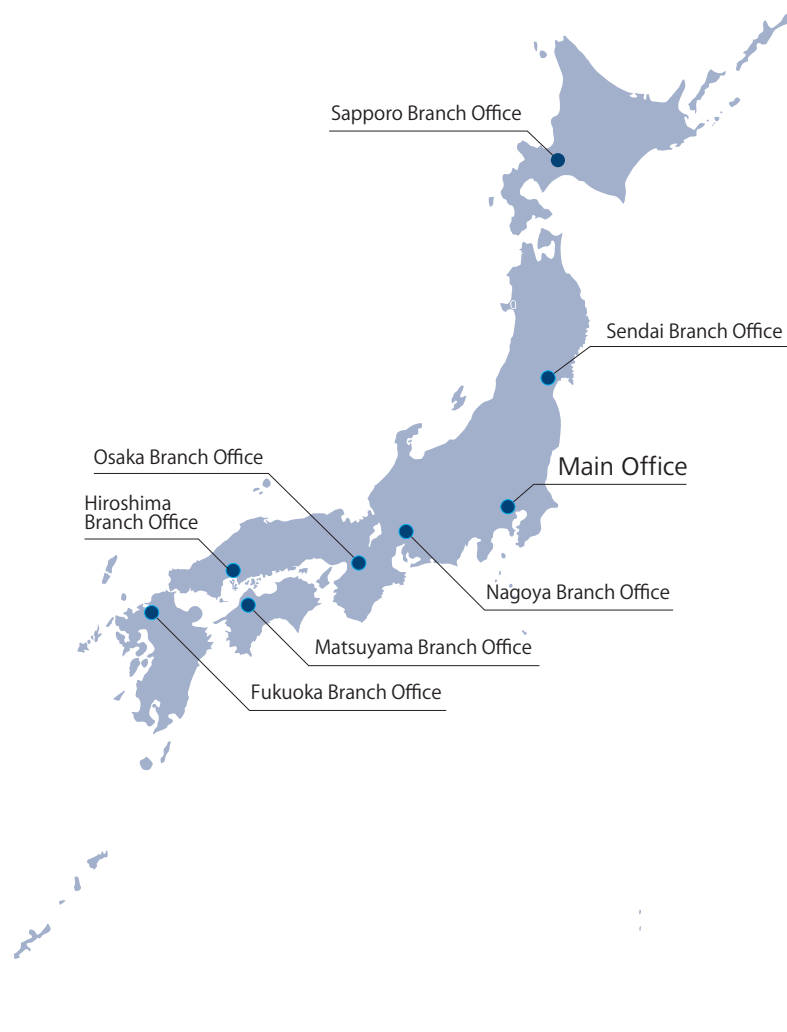 Sapporo Branch Office
Sendai Branch Office
Osaka Branch Office
Main Office
Hiroshima
Branch Office
Nagoya Branch Office
Matsuyama Branch Office
Fukuoka Branch Office